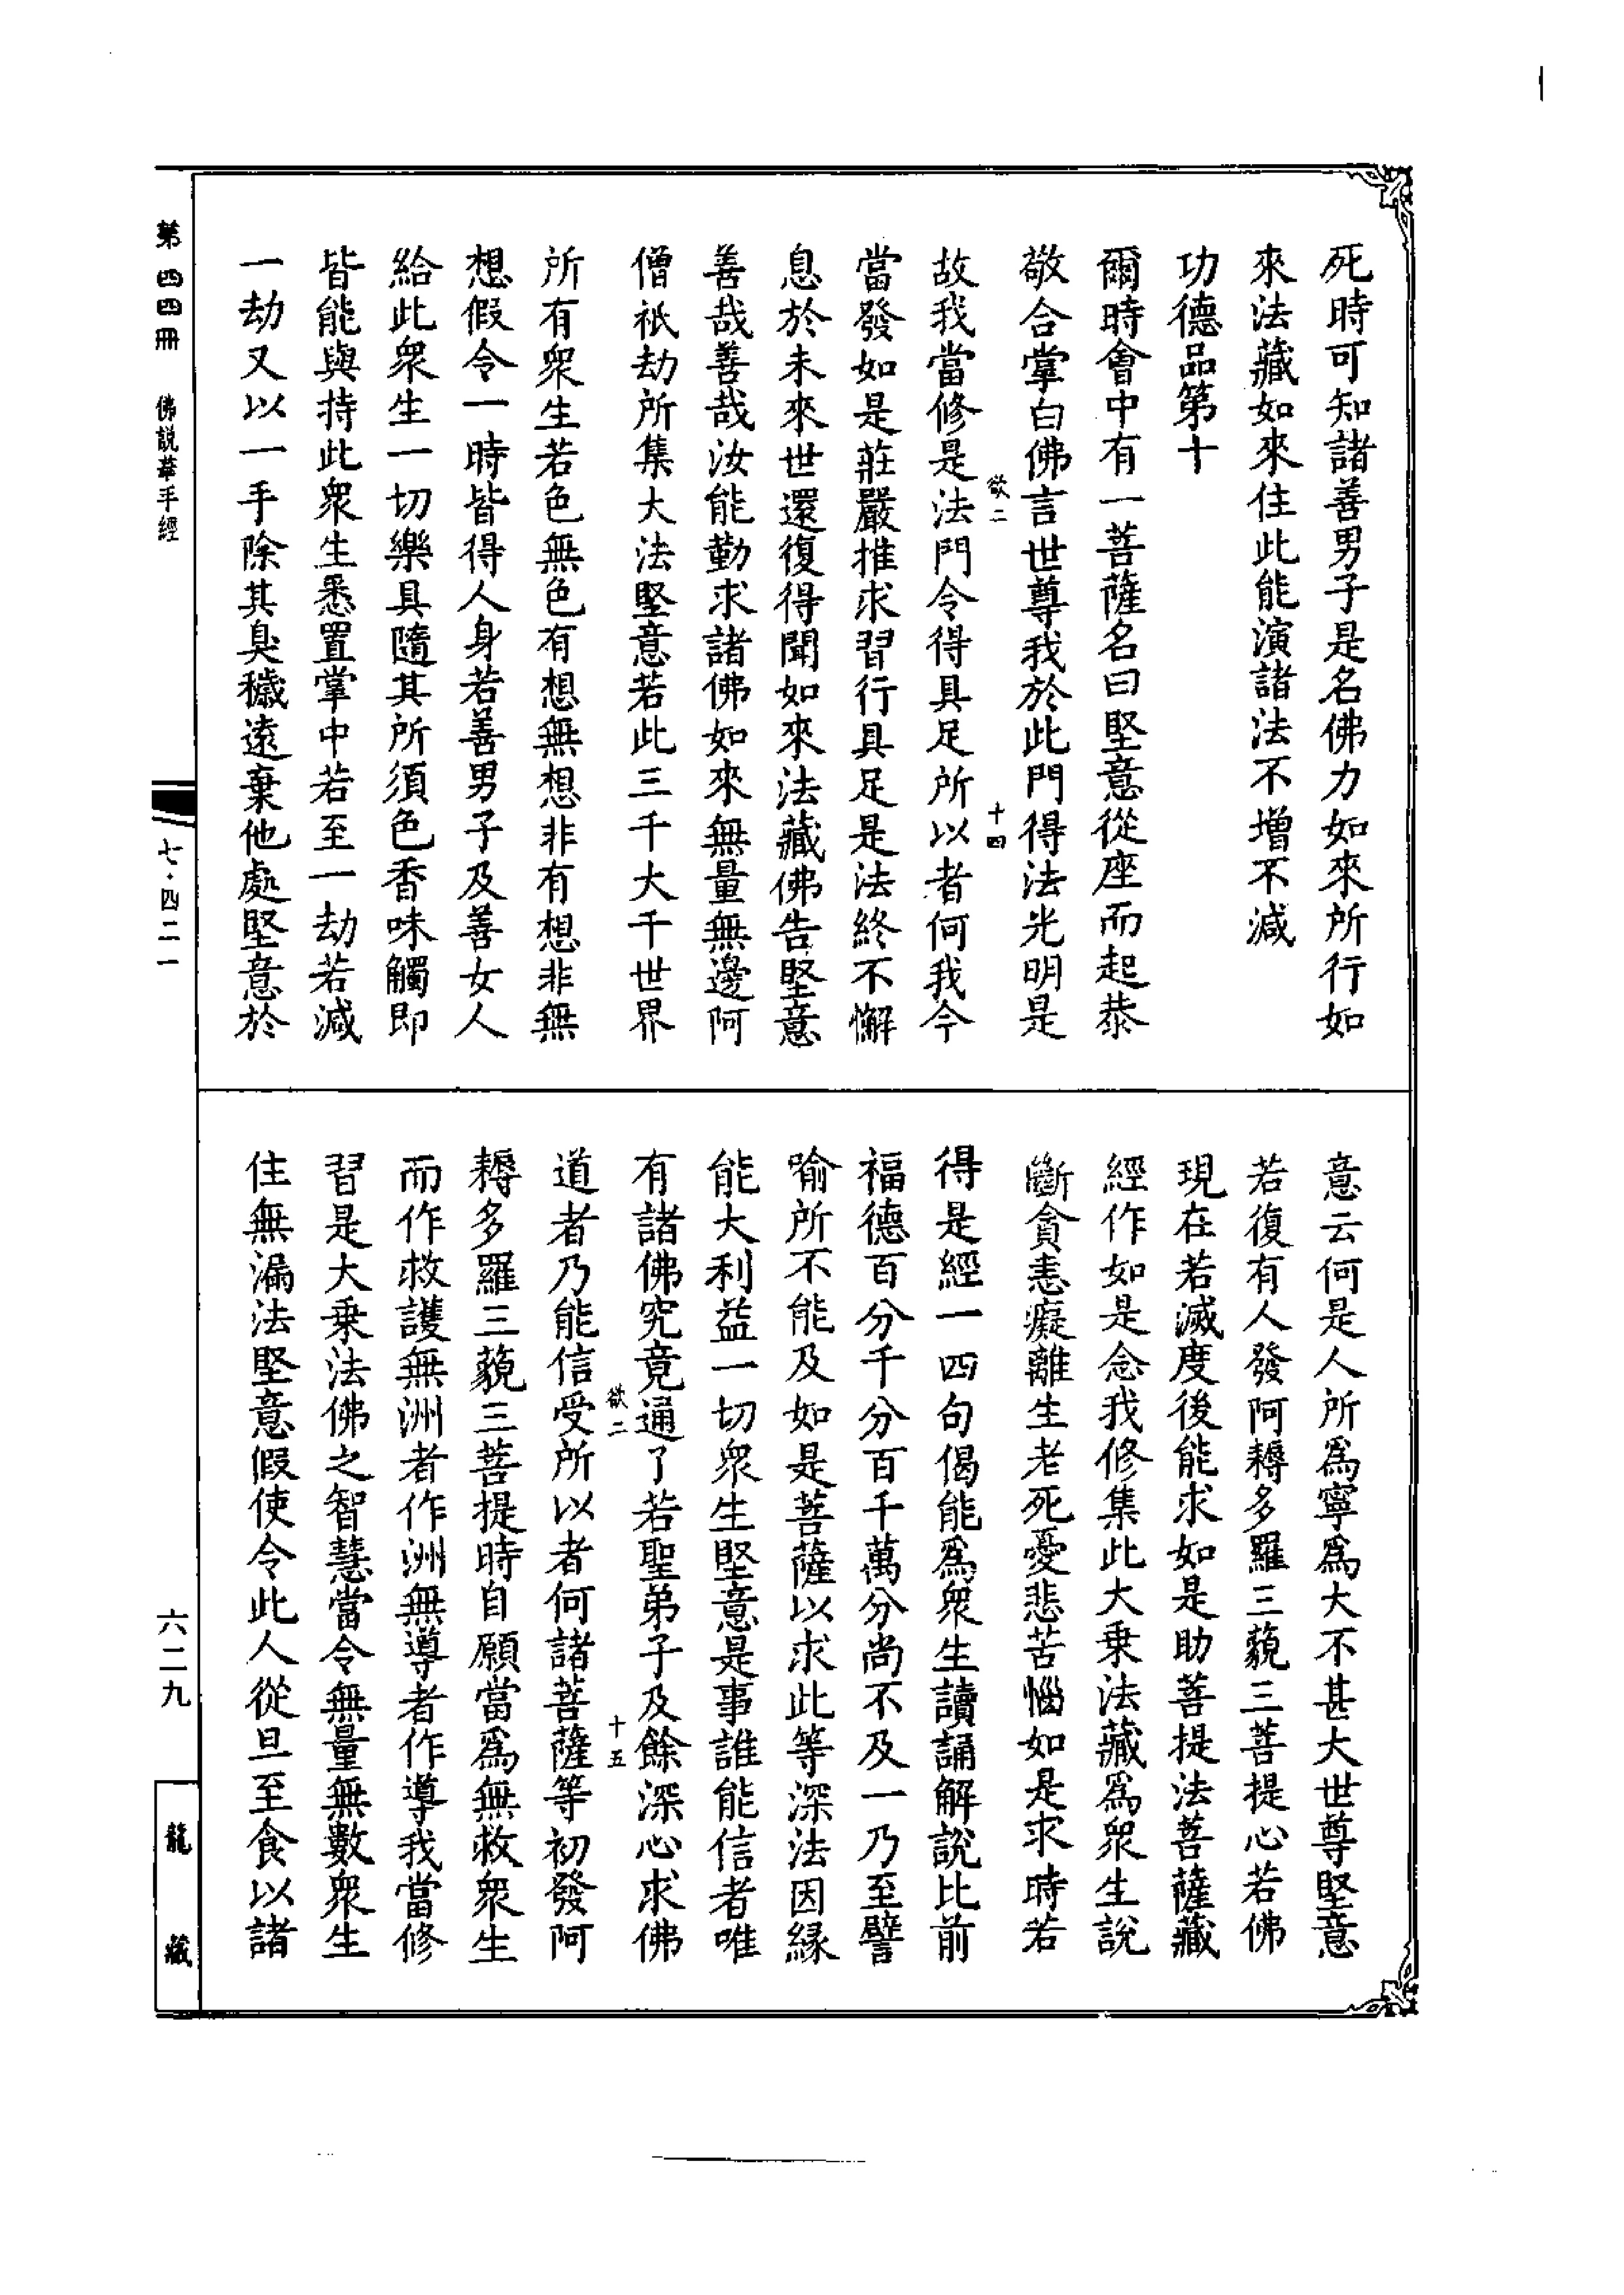 死時可知諸善男子是名佛力如來所行如
來法藏如來住此能演諸法不增不減
功德品第十
爾時會中有一菩薩名曰堅意從座而起恭
敬合掌白佛言世尊我於此門得法光明是
欲二
十四
故我當修是法門令得具足所以者何我今
當發如是莊嚴推求習行具足是法終不懈
息於未來世還復得聞如來法藏佛告堅意
善哉善哉汝能勤求諸佛如來無量無邊阿
僧祇劫所集大法堅意若此三千大千世界
所有眾生若色無色有想無想非有想非無
想假令一時皆得人身若善男子及善女人
給此眾生一切樂具隨其所須色香味觸即
皆能與持此眾生悉置掌中若至一劫若減
一劫又以一手除其臭穢遠棄他處堅意於
意云何是人所爲寧爲大不甚大世尊堅意
若復有人發阿耨多羅三藐三菩提心若佛
現在若滅度後能求如是助菩提法菩薩藏
經作如是念我修集此大乘法藏爲眾生說
斷貪恚癡離生老死憂悲苦惱如是求時若
得是經一四句偈能爲眾生讀誦解說比前
福德百分千分百千萬分尚不及一乃至譬
喻所不能及如是菩薩以求此等深法因緣
能大利益一切眾生堅意是事誰能信者唯
有諸佛究竟通了若聖弟子及餘深心求佛
欲二
十五
道者乃能信受所以者何諸菩薩等初發阿
耨多羅三藐三菩提時自願當爲無救眾生
而作救護無洲者作洲無導者作導我當修
習是大乘法佛之智慧當令無量無數眾生
住無漏法堅意假使令此人從旦至食以諸
第四四冊 佛說華手經
七·四二一
六二九
龍藏